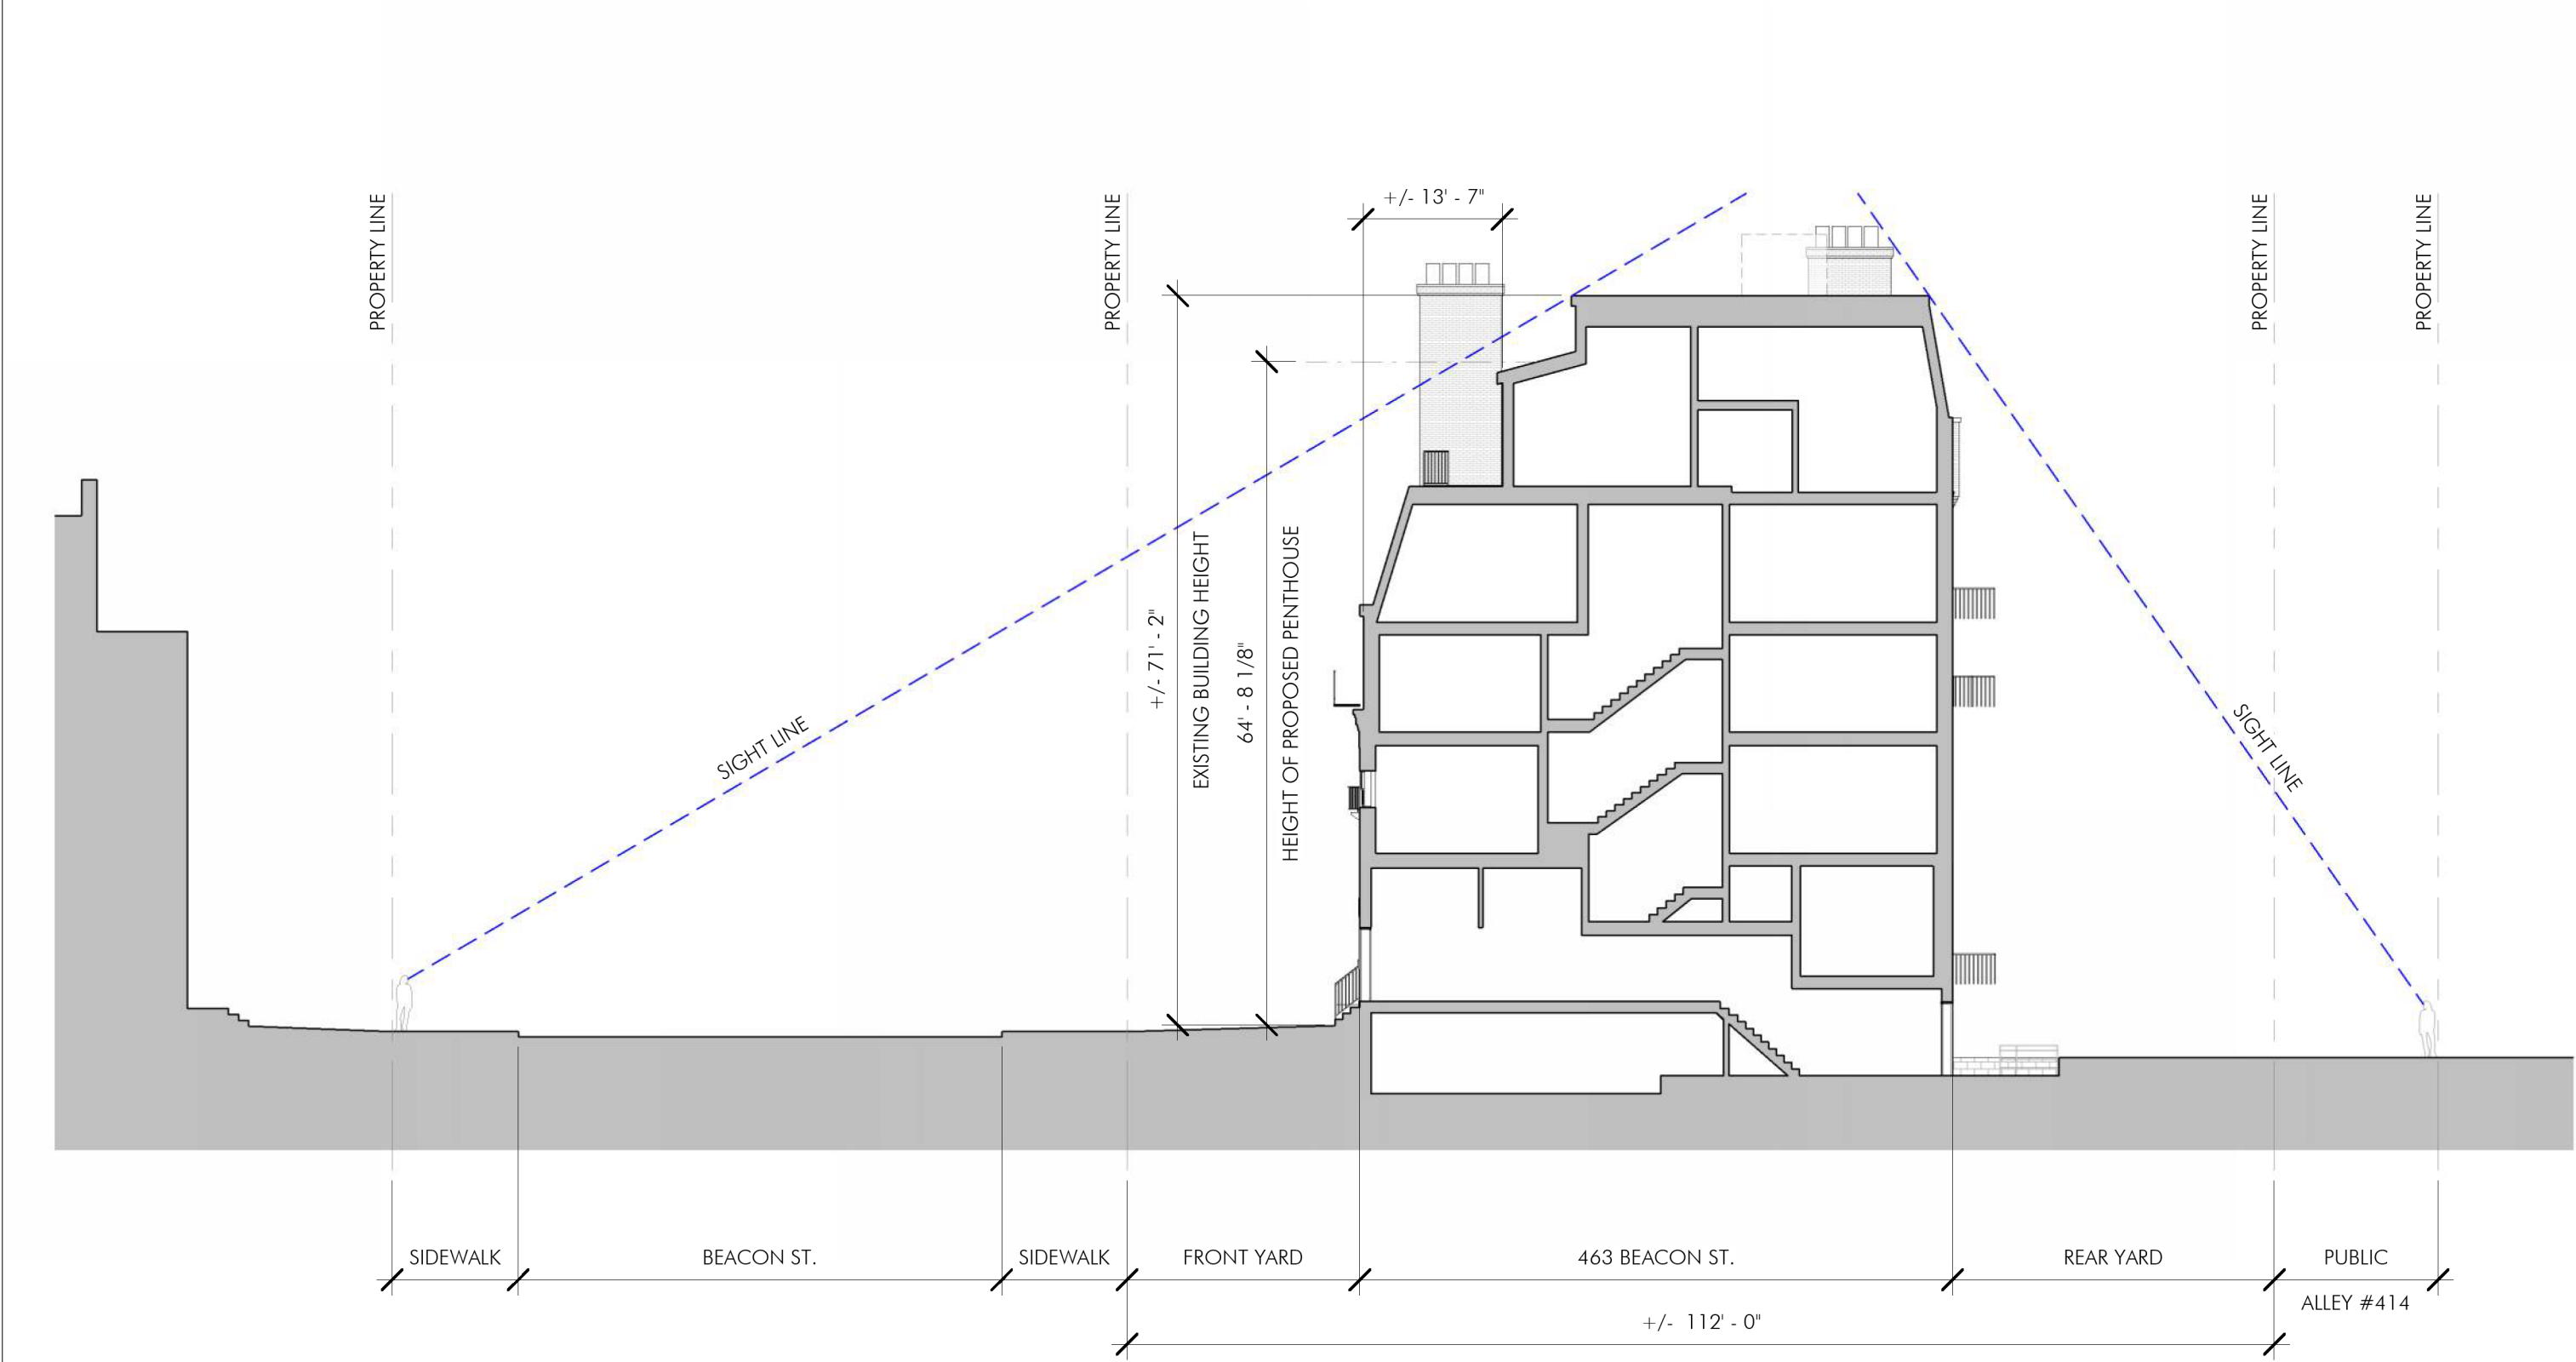 PROPERTY LINE
PROPERTY LINE
+/- 13' - 7"
PROPERTY LINE
PROPERTY LINE
+/- 71' - 2"
EXISTING BUILDING HEIGHT
64' - 8 1/8"
HEIGHT OF PROPOSED PENTHOUSE
SIGHT LINE
SIGHT LINE
SIDEWALK
BEACON ST.
SIDEWALK
FRONT YARD
463 BEACON ST.
REAR YARD
PUBLIC
ALLEY #414
+/- 112' - 0"